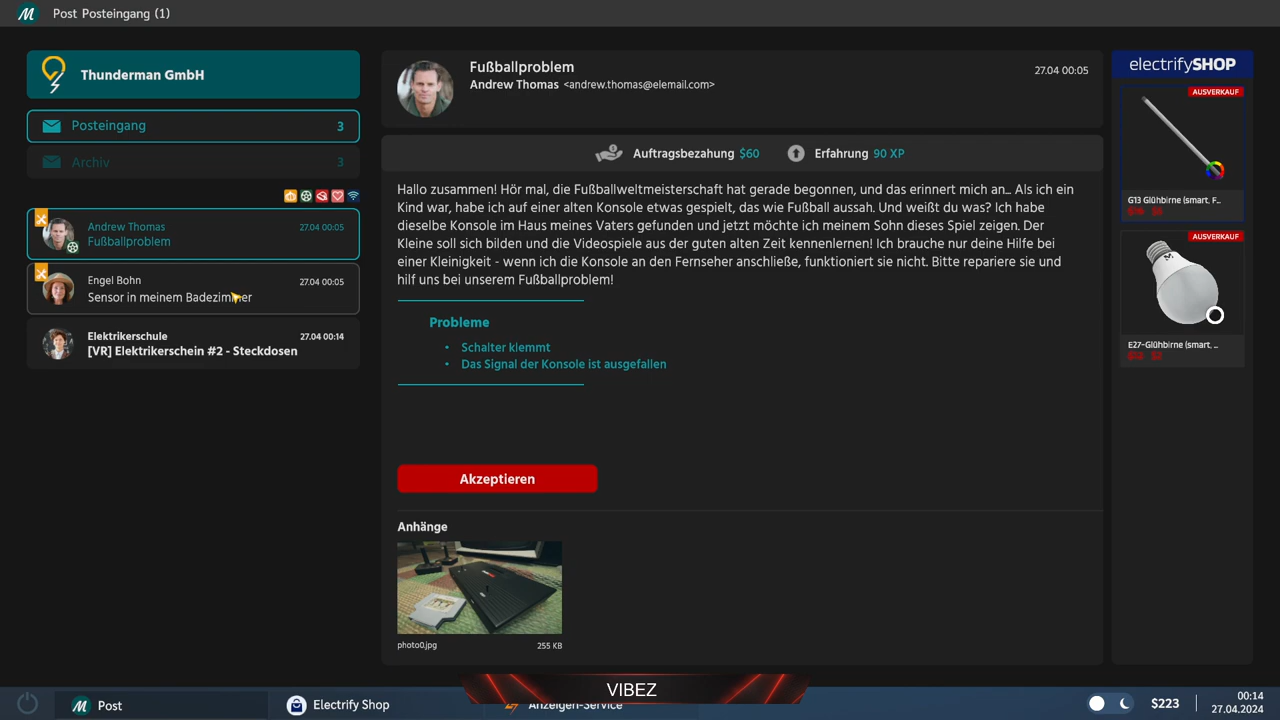 Post Posteingang (1)
Thunderman GmbH
Posteingang 3
Archiv 3
Andrew Thomas 27.04 00:05
Fußballproblem
Engel Bohn 27.04 00:05
Sensor in meinem Badezimmer
Elektrikerschule 27.04 00:14
[VR] Elektrikerschein #2 - Steckdosen
Fußballproblem
Andrew Thomas <andrew.thomas@elemail.com>
27.04 00:05
Auftragsbezahung $60 Erfahrung 90 XP
Hallo zusammen! Hör mal, die Fußballweltmeisterschaft hat gerade begonnen, und das erinnert mich an... Als ich ein
Kind war, habe ich auf einer alten Konsole etwas gespielt, das wie Fußball aussah. Und weißt du was? Ich habe
dieselbe Konsole im Haus meines Vaters gefunden und jetzt möchte ich meinem Sohn dieses Spiel zeigen. Der
Kleine soll sich bilden und die Videospiele aus der guten alten Zeit kennenlernen! Ich brauche nur deine Hilfe bei
einer Kleinigkeit - wenn ich die Konsole an den Fernseher anschließe, funktioniert sie nicht. Bitte repariere sie und
hilf uns bei unserem Fußballproblem!
Probleme
• Schalter klemmt
• Das Signal der Konsole ist ausgefallen
Akzeptieren
Anhänge
photo0.jpg 255 KB
electrifySHOP
AUSVERKAUF
G13 Glühbirne (smart, F...
AUSVERKAUF
E27-Glühbirne (smart, ...
VIBEZ
Post
Electrify Shop
Anzeigen-Service
$223
00:14
27.04.2024